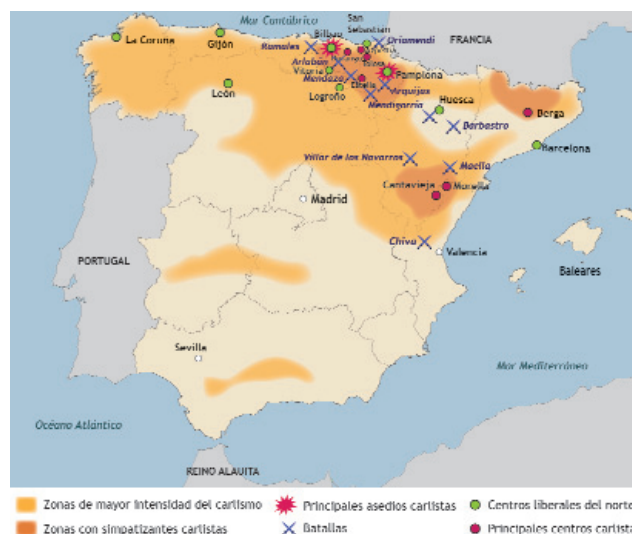 Mar Cantábrico
San
Sebastián
FRANCIA
La Coruña
Gijón
Ramales
Bilbao
Oriamendi
Arlabán
Vitoria
Mendaza
Estella
Pamplona
Arquijas
León
Logroño
Mendigorría
Huesca
Barbastro
Berga
Barcelona
Villar de los Navarros
Maella
Cantavieja
Morella
Madrid
Chiva
Valencia
PORTUGAL
Baleares
Sevilla
Mar Mediterráneo
Océano Atlántico
REINO ALAUITA
Zonas de mayor intensidad del carlismo
Principales asedios carlistas
Centros liberales del norte
Zonas con simpatizantes carlistas
Batallas
Principales centros carlista